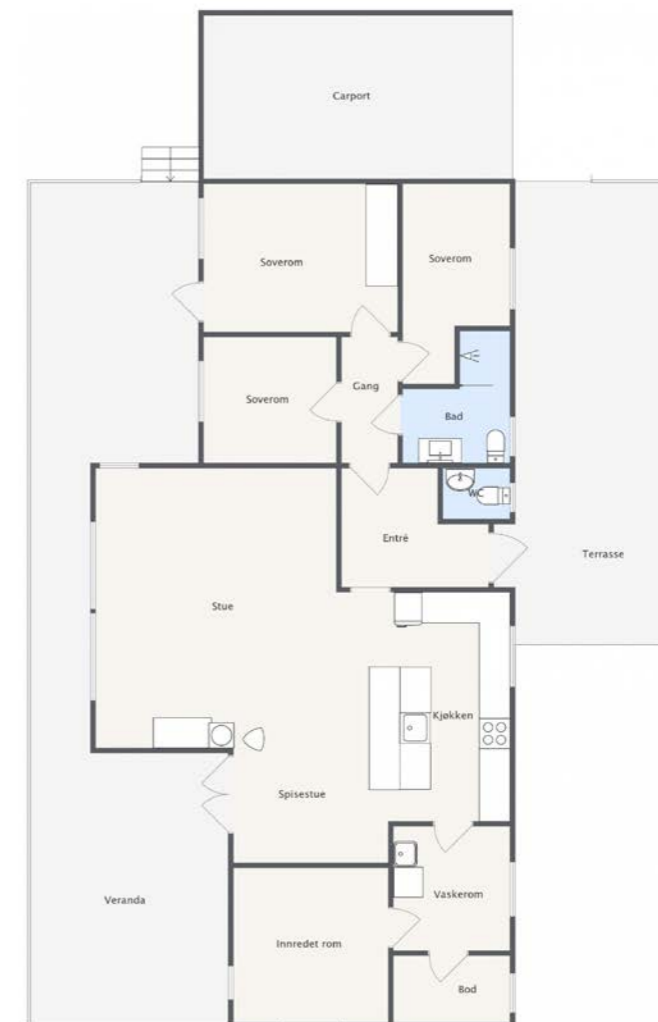 Carport
Soverom
Soverom
Soverom
Gang
Bad
WC
Entré
Terrasse
Stue
Kjøkken
Spisestue
Vaskerom
Veranda
Innredet rom
Bod